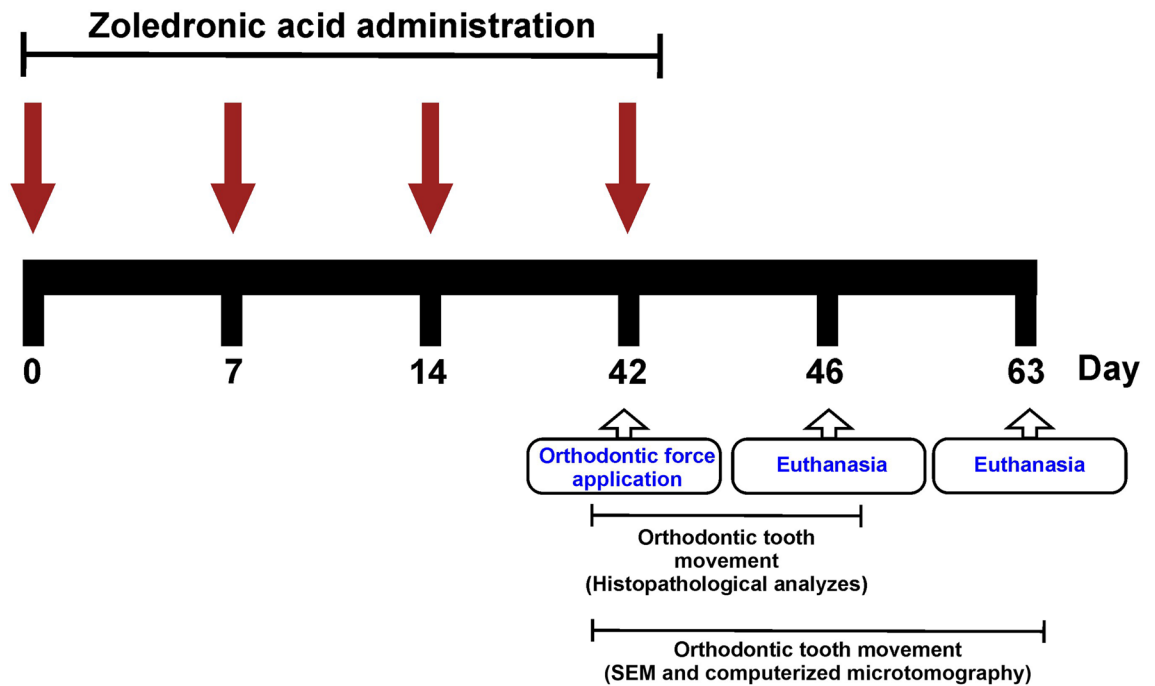 Zoledronic acid administration
0 7 14 42 46 63 Day
Orthodontic force
application
Euthanasia
Euthanasia
Orthodontic tooth
movement
(Histopathological analyzes)
Orthodontic tooth movement
(SEM and computerized microtomography)